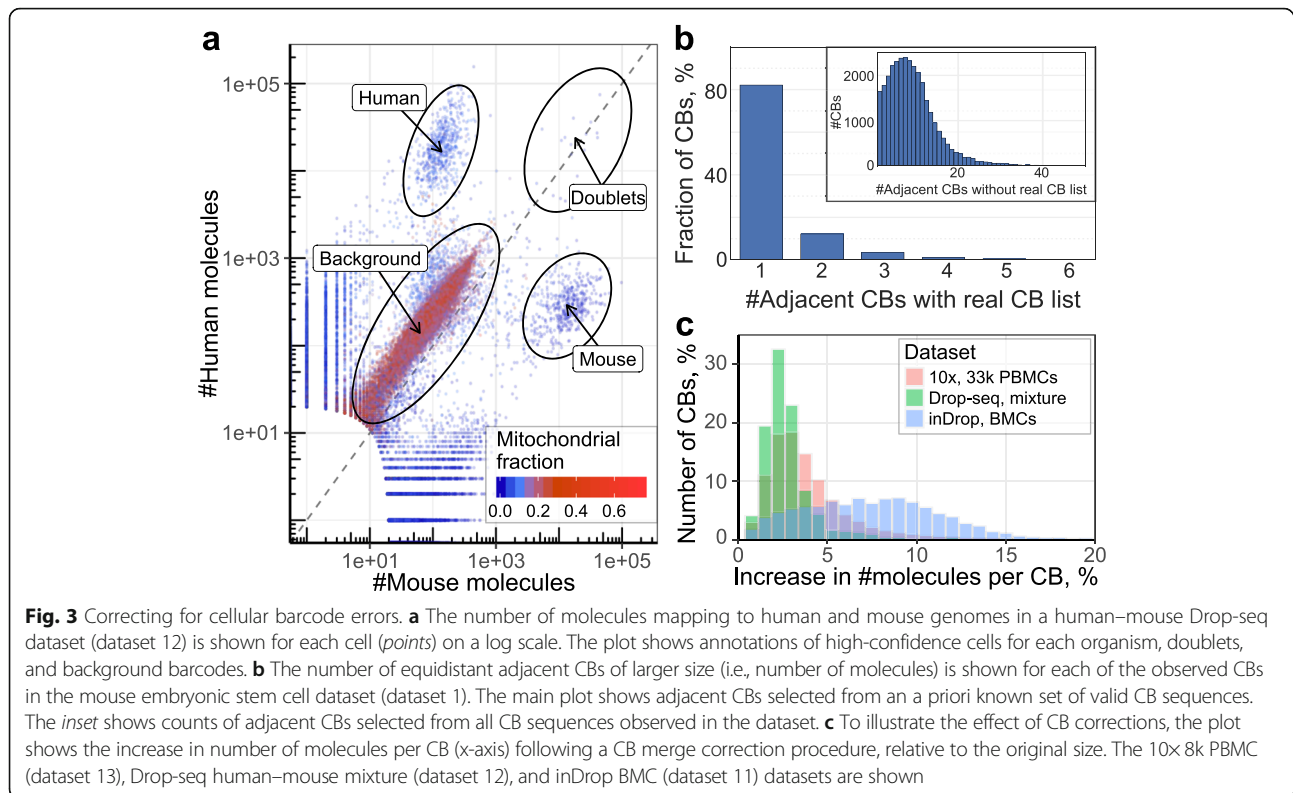 a
1e+05
1e+03
1e+01
#Human molecules
Human
Doublets
Background
Mouse
Mitochondrial
fraction
0.0 0.2 0.4 0.6
1e+01 1e+03 1e+05
#Mouse molecules
b
80
40
0
Fraction of CBs, %
1 2 3 4 5 6
#Adjacent CBs with real CB list
2000
1000
0
#CBs
20 40
#Adjacent CBs without real CB list
c
30
20
10
0
Number of CBs, %
Dataset
10x, 33k PBMCs
Drop-seq, mixture
inDrop, BMCs
0 5 10 15 20
Increase in #molecules per CB, %
Fig. 3 Correcting for cellular barcode errors. a The number of molecules mapping to human and mouse genomes in a human–mouse Drop-seq
dataset (dataset 12) is shown for each cell (points) on a log scale. The plot shows annotations of high-confidence cells for each organism, doublets,
and background barcodes. b The number of equidistant adjacent CBs of larger size (i.e., number of molecules) is shown for each of the observed CBs
in the mouse embryonic stem cell dataset (dataset 1). The main plot shows adjacent CBs selected from an a priori known set of valid CB sequences.
The inset shows counts of adjacent CBs selected from all CB sequences observed in the dataset. c To illustrate the effect of CB corrections, the plot
shows the increase in number of molecules per CB (x-axis) following a CB merge correction procedure, relative to the original size. The 10× 8k PBMC
(dataset 13), Drop-seq human–mouse mixture (dataset 12), and inDrop BMC (dataset 11) datasets are shown